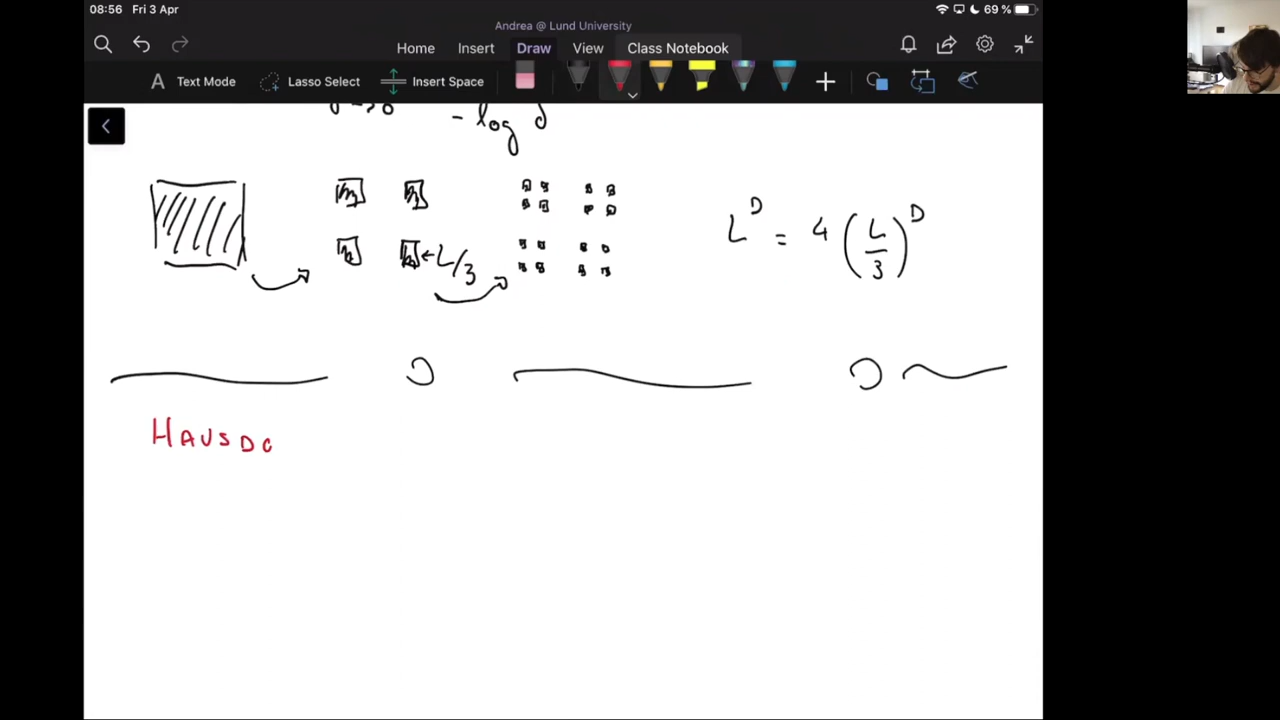 08:56 Fri 3 Apr
69 %
Andrea @ Lund University
Home Insert Draw View Class Notebook
A Text Mode Lasso Select Insert Space
- log δ
L^D = 4 (L/3)^D
←L/3
HAUSDO